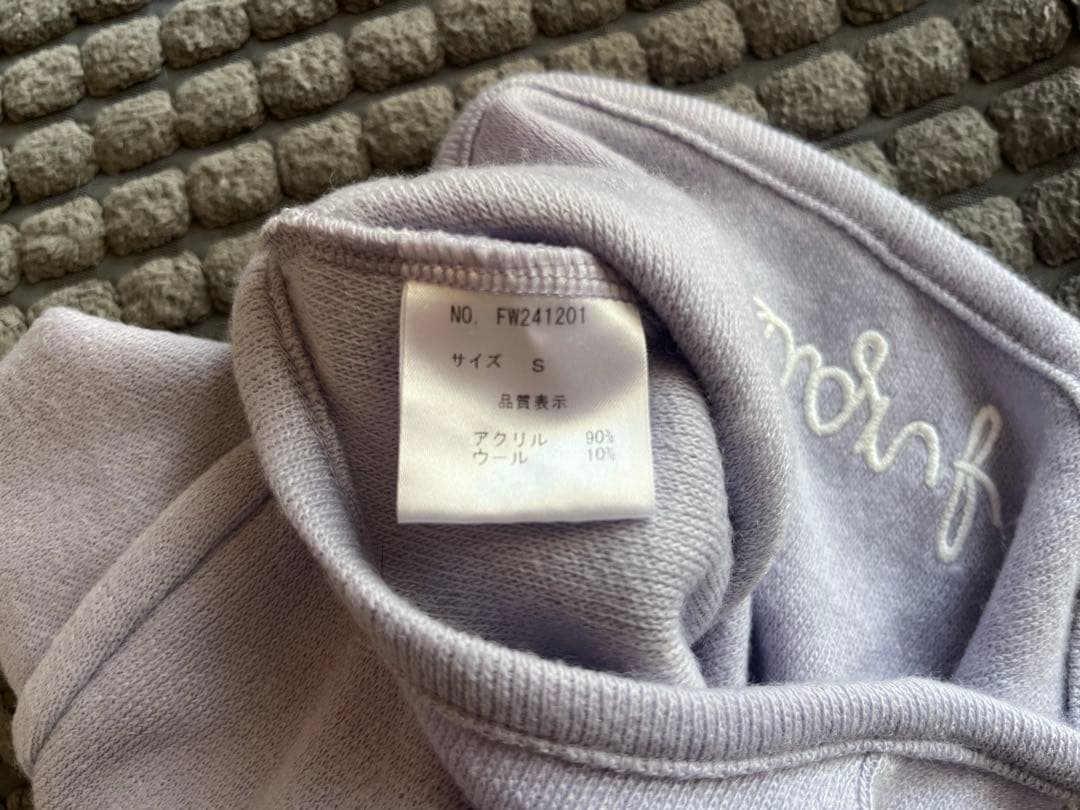 NO. FW241201
サイズ S
品質表示
アクリル 90%
ウール 10%